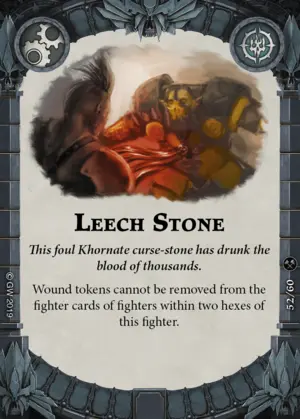 LEECH STONE
This foul Khornate curse-stone has drunk the
blood of thousands.
Wound tokens cannot be removed from the
fighter cards of fighters within two hexes of
this fighter.
©GW 2019
52/60